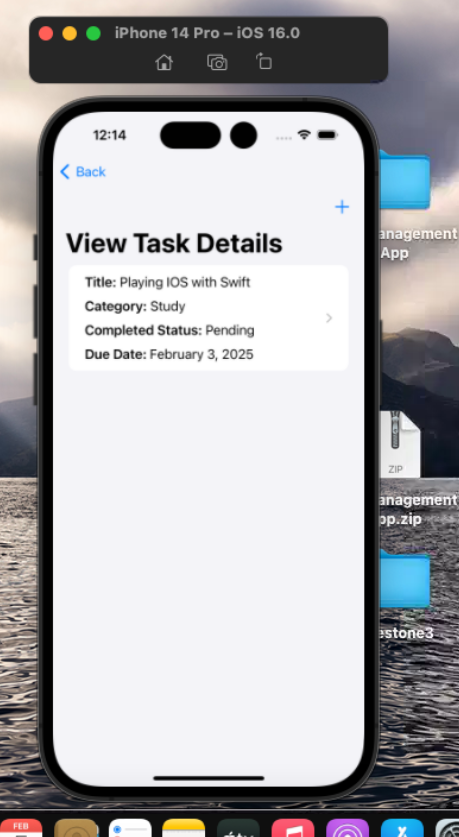 iPhone 14 Pro – iOS 16.0
12:14
Back
+
View Task Details
Title: Playing IOS with Swift
Category: Study
Completed Status: Pending
Due Date: February 3, 2025
anagement
App
ZIP
anagement
pp.zip
estone3
FEB
tv